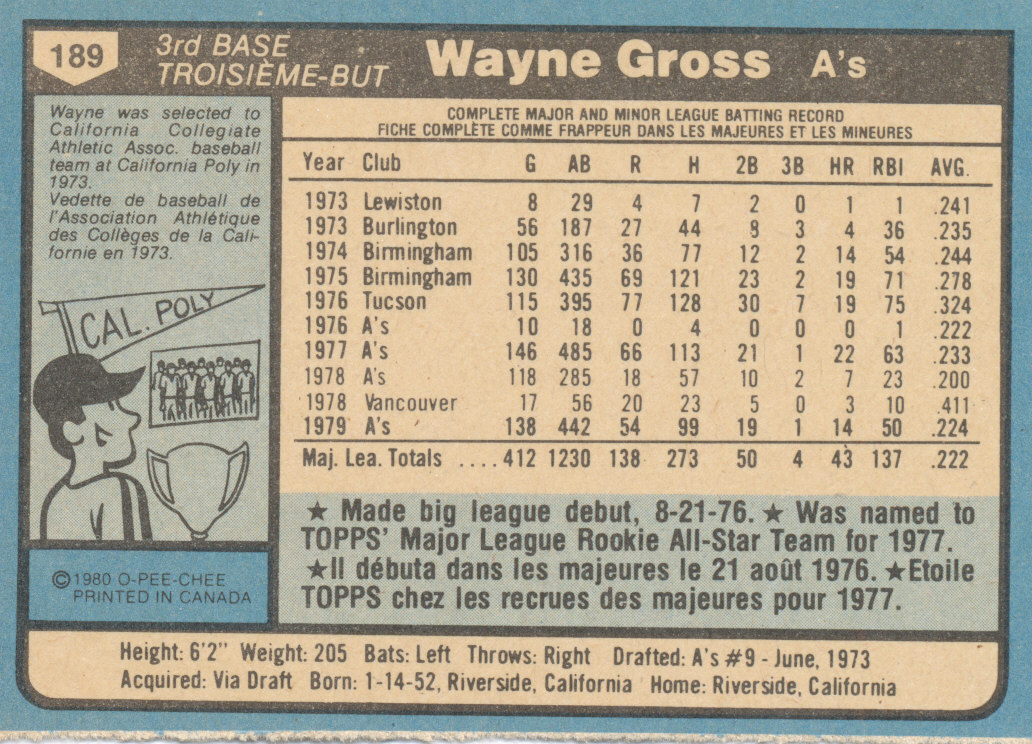 189
3rd BASE
TROISIÈME-BUT
Wayne Gross A's
Wayne was selected to
California Collegiate
Athletic Assoc. baseball
team at California Poly in
1973.
Vedette de baseball de
l'Association Athlétique
des Collèges de la Cali-
fornie en 1973.
CAL. POLY
©1980 O-PEE-CHEE
PRINTED IN CANADA
COMPLETE MAJOR AND MINOR LEAGUE BATTING RECORD
FICHE COMPLÈTE COMME FRAPPEUR DANS LES MAJEURES ET LES MINEURES
Year Club G AB R H 2B 3B HR RBI AVG.
1973 Lewiston 8 29 4 7 2 0 1 1 .241
1973 Burlington 56 187 27 44 8 3 4 36 .235
1974 Birmingham 105 316 36 77 12 2 14 54 .244
1975 Birmingham 130 435 69 121 23 2 19 71 .278
1976 Tucson 115 395 77 128 30 7 19 75 .324
1976 A's 10 18 0 4 0 0 0 1 .222
1977 A's 146 485 66 113 21 1 22 63 .233
1978 A's 118 285 18 57 10 2 7 23 .200
1978 Vancouver 17 56 20 23 5 0 3 10 .411
1979 A's 138 442 54 99 19 1 14 50 .224
Maj. Lea. Totals ....412 1230 138 273 50 4 43 137 .222
★ Made big league debut, 8-21-76. ★ Was named to
TOPPS' Major League Rookie All-Star Team for 1977.
★Il débuta dans les majeures le 21 août 1976. ★Etoile
TOPPS chez les recrues des majeures pour 1977.
Height: 6'2" Weight: 205 Bats: Left Throws: Right Drafted: A's #9 - June, 1973
Acquired: Via Draft Born: 1-14-52, Riverside, California Home: Riverside, California